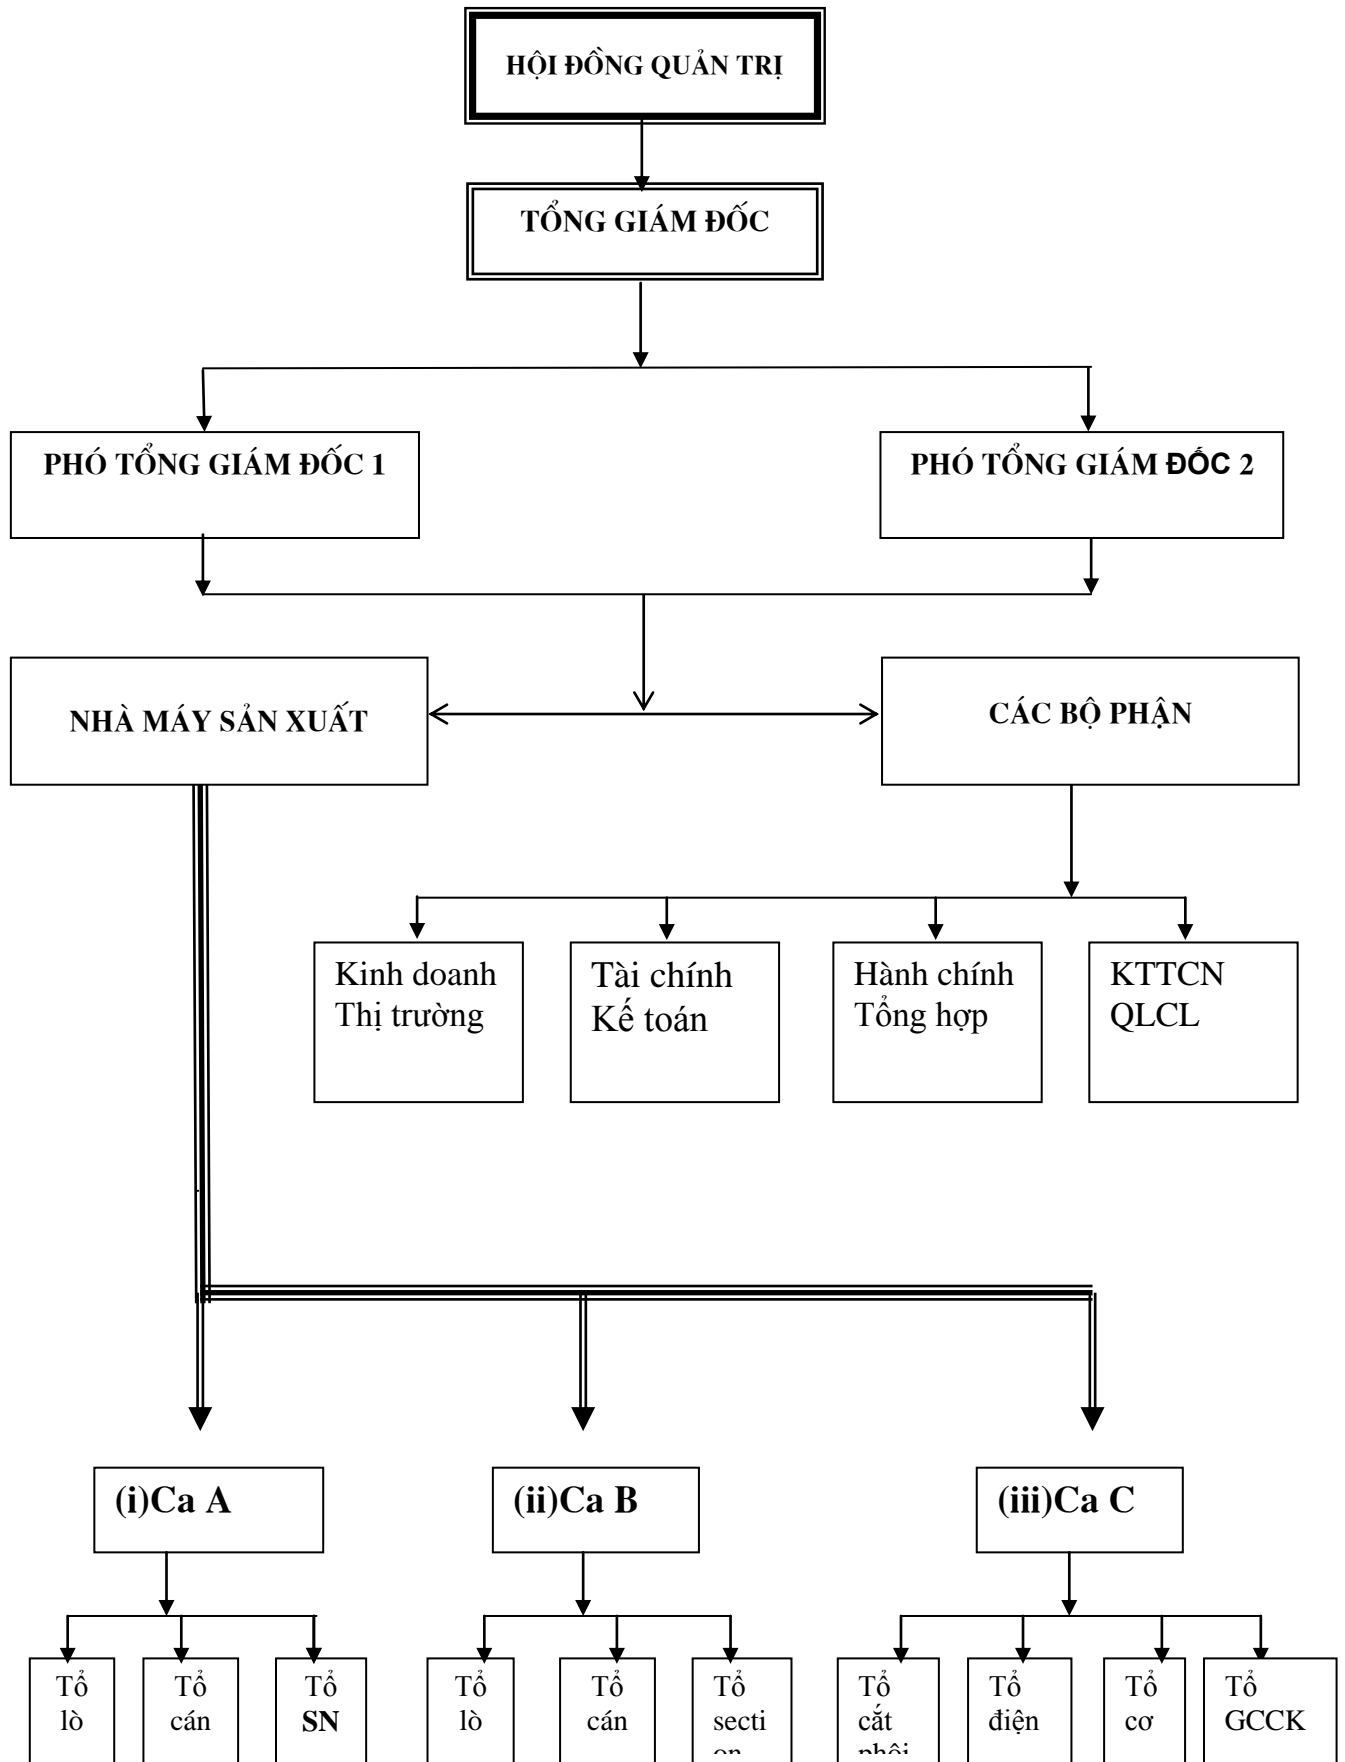 HỘI ĐỒNG QUẢN TRỊ
TỔNG GIÁM ĐỐC
PHÓ TỔNG GIÁM ĐỐC 1
PHÓ TỔNG GIÁM ĐỐC 2
NHÀ MÁY SẢN XUẤT
CÁC BỘ PHẬN
Kinh doanh
Thị trường
Tài chính
Kế toán
Hành chính
Tổng hợp
KTTCN
QLCL
(i)Ca A
(ii)Ca B
(iii)Ca C
Tổ
lò
Tổ
cán
Tổ
SN
Tổ
lò
Tổ
cán
Tổ
secti
on
Tổ
cắt
phôi
Tổ
điện
Tổ
cơ
Tổ
GCCK